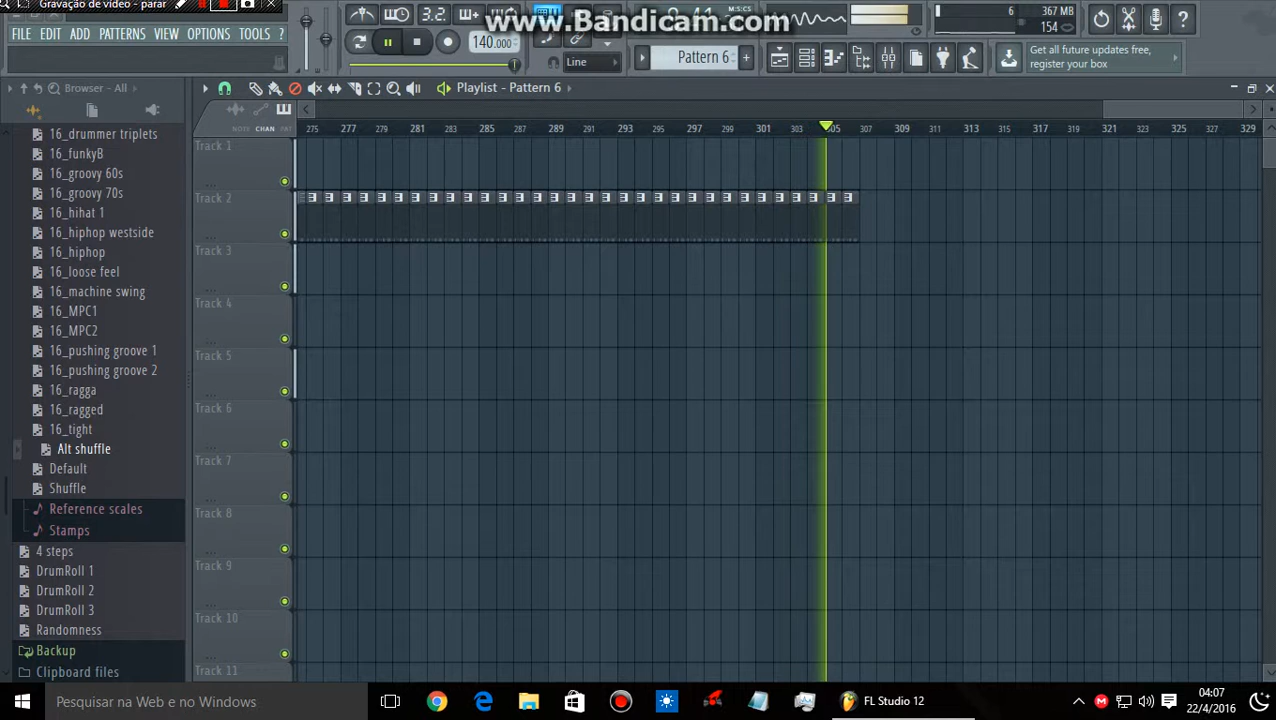 Gravação de vídeo - parar
www.Bandicam.com
FILE EDIT ADD PATTERNS VIEW OPTIONS TOOLS ?
3.2
140.000
Line
Pattern 6
M:S:CS
6
367 MB
154
Get all future updates free,
register your box
Browser - All
Playlist - Pattern 6
NOTE CHAN PAT
275 277 279 281 283 285 287 289 291 293 295 297 299 301 303 305 307 309 311 313 315 317 319 321 323 325 327 329
16_drummer triplets
16_funkyB
16_groovy 60s
16_groovy 70s
16_hihat 1
16_hiphop westside
16_hiphop
16_loose feel
16_machine swing
16_MPC1
16_MPC2
16_pushing groove 1
16_pushing groove 2
16_ragga
16_ragged
16_tight
Alt shuffle
Default
Shuffle
Reference scales
Stamps
4 steps
DrumRoll 1
DrumRoll 2
DrumRoll 3
Randomness
Backup
Clipboard files
Track 1
Track 2
Track 3
Track 4
Track 5
Track 6
Track 7
Track 8
Track 9
Track 10
Track 11
Pesquisar na Web e no Windows
FL Studio 12
04:07
22/4/2016